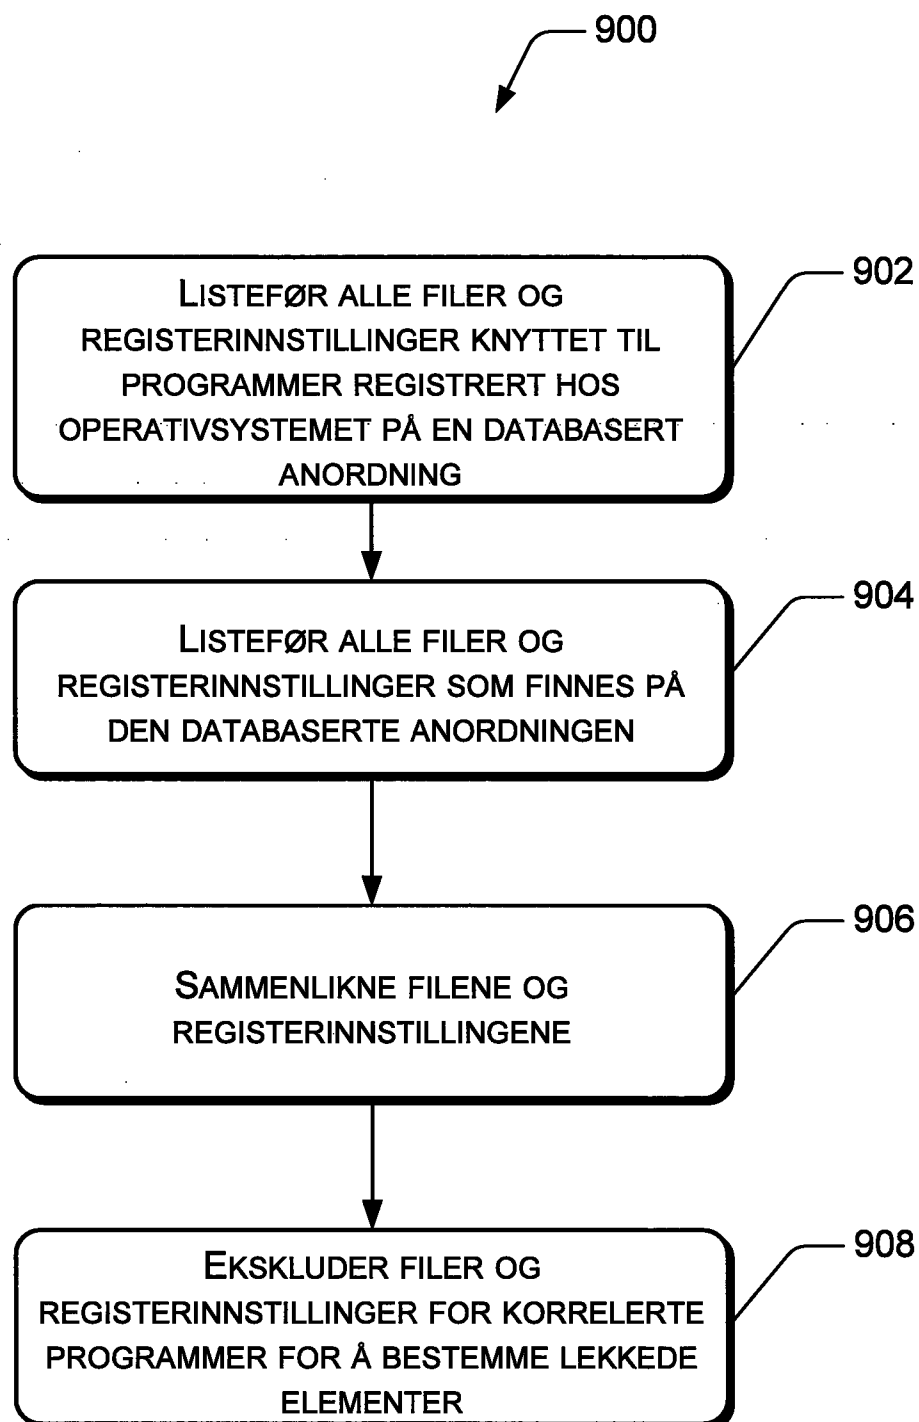 900
902
LISTEFØR ALLE FILER OG
REGISTERINNSTILLINGER KNYTTET TIL
PROGRAMMER REGISTRERT HOS
OPERATIVSYSTEMET PÅ EN DATABASERT
ANORDNING
904
LISTEFØR ALLE FILER OG
REGISTERINNSTILLINGER SOM FINNES PÅ
DEN DATABASERTE ANORDNINGEN
906
SAMMENLIKNE FILENE OG
REGISTERINNSTILLINGENE
908
EKSKLUDER FILER OG
REGISTERINNSTILLINGER FOR KORRELERTE
PROGRAMMER FOR Å BESTEMME LEKKEDE
ELEMENTER